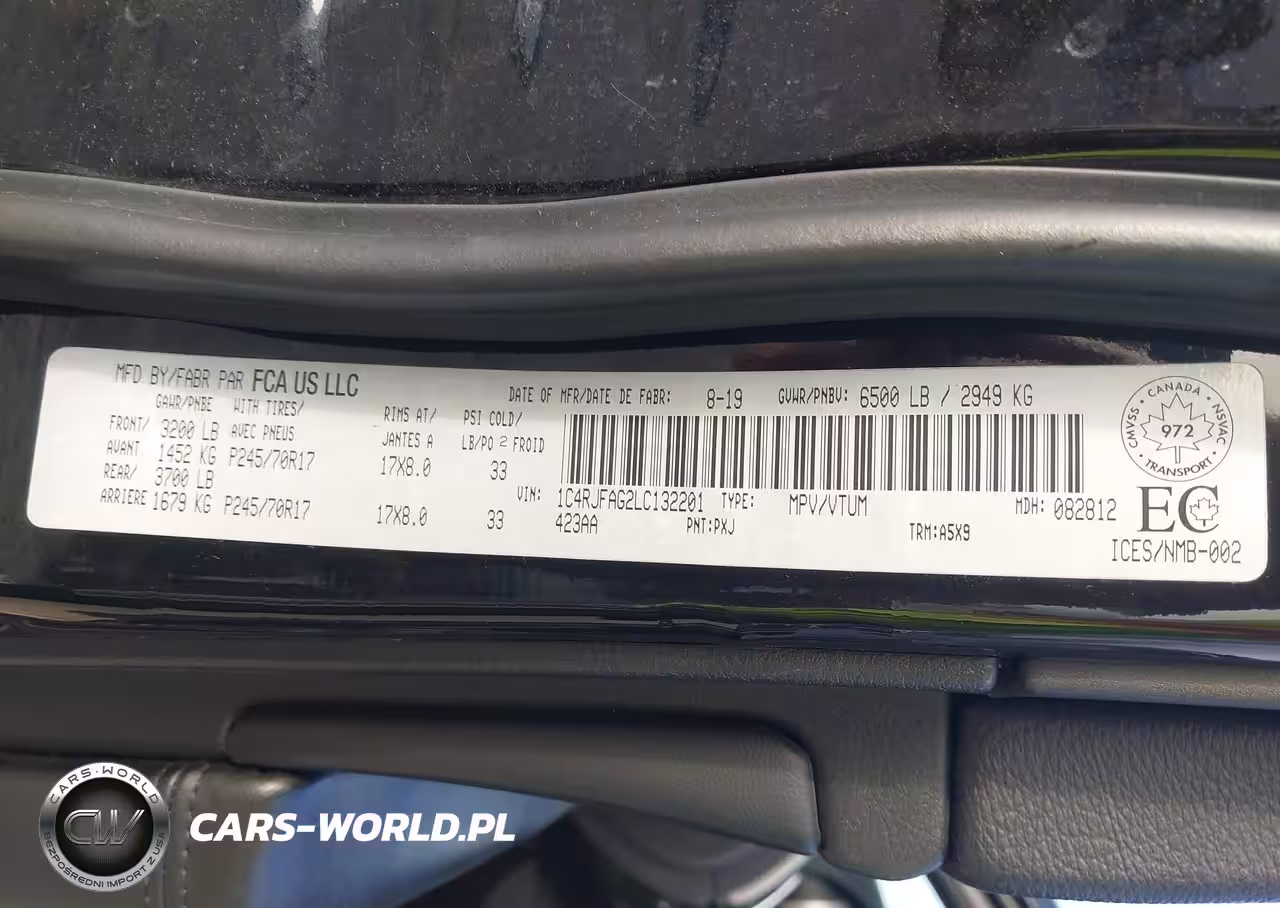 MFD BY/FABR PAR FCA US LLC
DATE OF MFR/DATE DE FABR: 8-19 GVWR/PNBV: 6500 LB / 2949 KG
GAWR/PNBE WITH TIRES/ RIMS AT/ PSI COLD/
FRONT/ 3200 LB AVEC PNEUS JANTES A LB/PO 2 FROID
AVANT 1452 KG P245/70R17 17X8.0 33
REAR/ 3700 LB
ARRIERE 1679 KG P245/70R17 17X8.0 33
VIN: 1C4RJFAG2LC132201 TYPE: MPV/VTUM MDH: 082812
423AA PNT:PXJ TRM:A5X9
CANADA
CMVSS · NSVAC
972
TRANSPORT
EC
ICES/NMB-002
CARS-WORLD
CW
BEZPOŚREDNI IMPORT Z USA
CARS-WORLD.PL